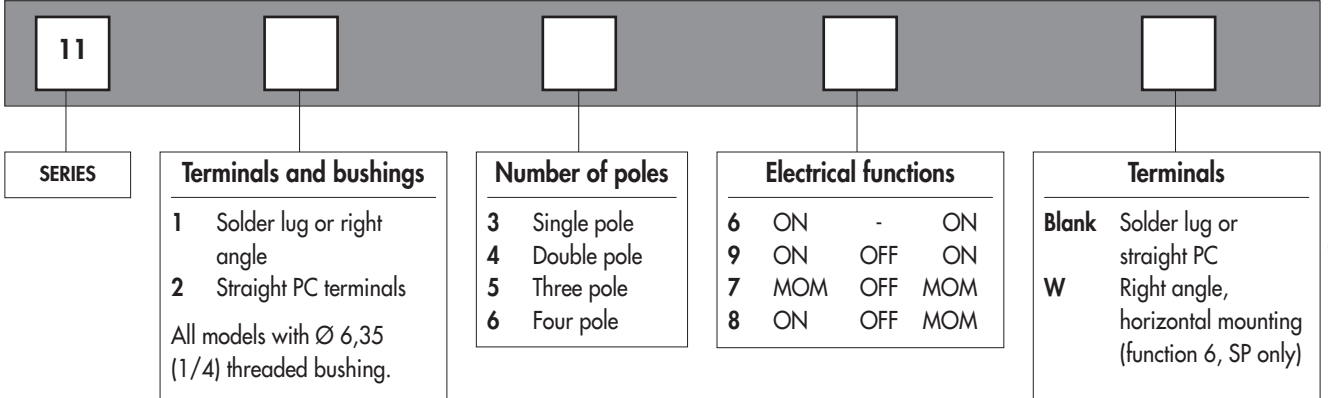 11
SERIES
Terminals and bushings
1 Solder lug or right
angle
2 Straight PC terminals
All models with Ø 6,35
(1/4) threaded bushing.
Number of poles
3 Single pole
4 Double pole
5 Three pole
6 Four pole
Electrical functions
6 ON - ON
9 ON OFF ON
7 MOM OFF MOM
8 ON OFF MOM
Terminals
Blank Solder lug or
straight PC
W Right angle,
horizontal mounting
(function 6, SP only)